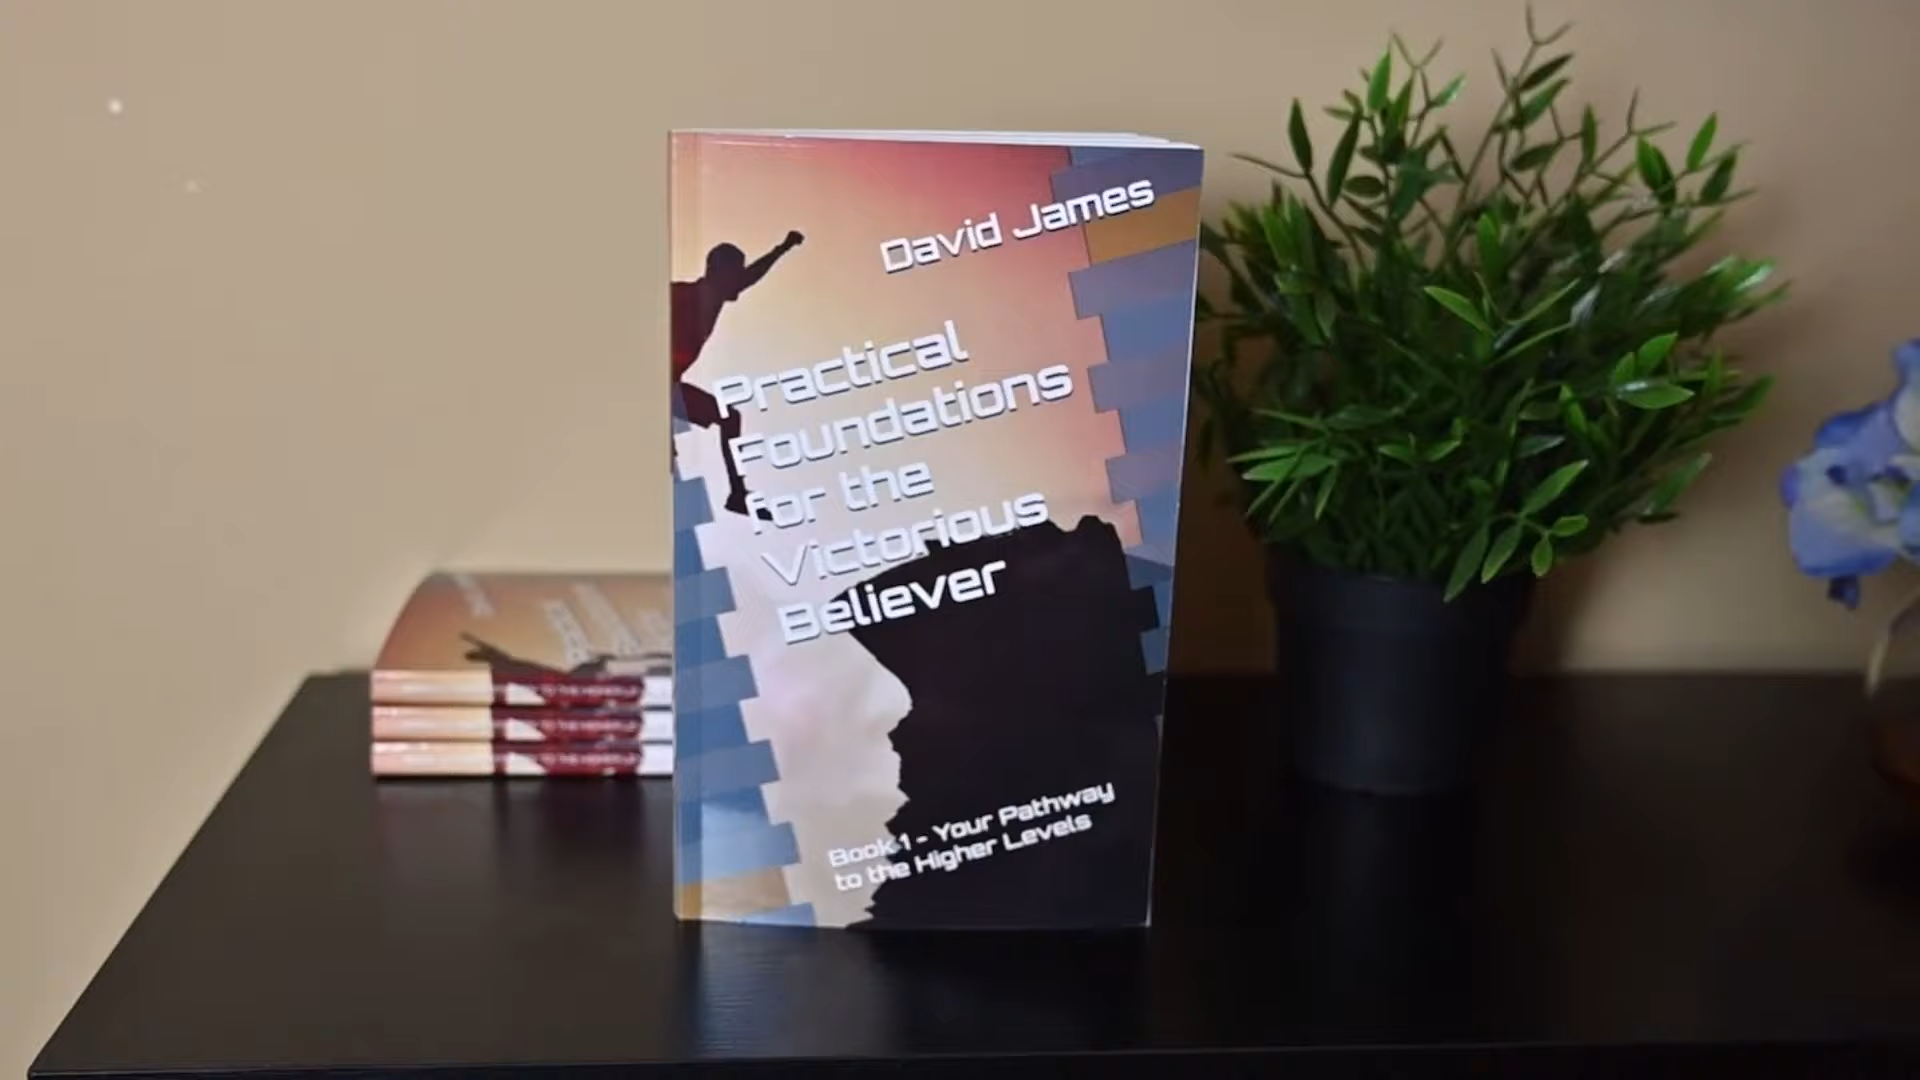 David James
Practical
Foundations
for the
Victorious
Believer
Book 1 - Your Pathway
to the Higher Levels